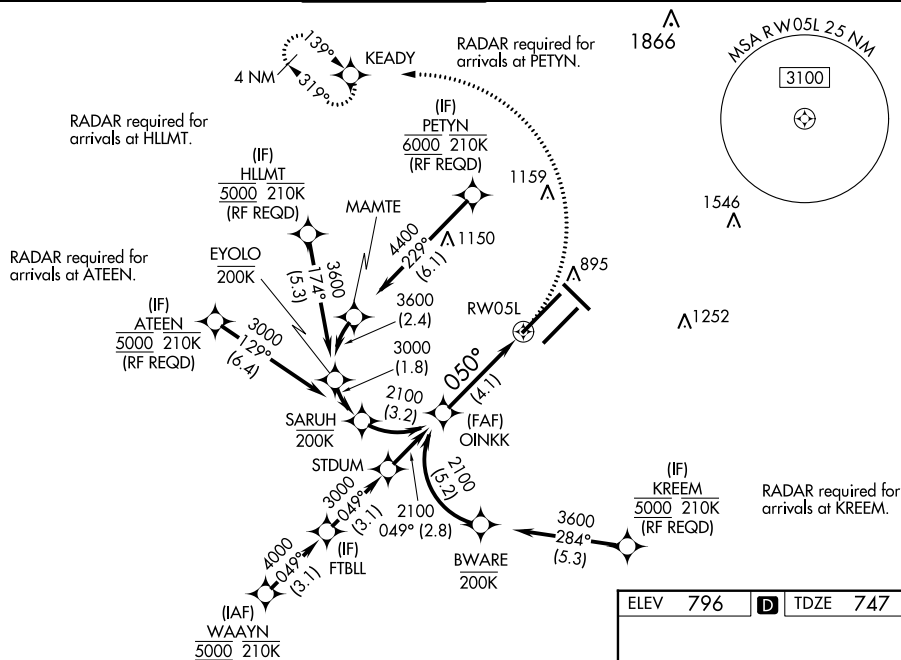 139°
319°
4 NM
KEADY
RADAR required for
arrivals at PETYN.
1866
MSA RW05L 25 NM
3100
RADAR required for
arrivals at HLLMT.
(IF)
PETYN
6000 210K
(RF REQD)
(IF)
HLLMT
5000 210K
(RF REQD)
MAMTE
1159
1546
1150
4400
229°
(6.1)
EYOLO
200K
3600
174°
(5.3)
RADAR required for
arrivals at ATEEN.
895
3600
(2.4)
RW05L
1252
(IF)
ATEEN
5000 210K
(RF REQD)
3000
129°
(6.4)
3000
(1.8)
050°
(4.1)
2100
(3.2)
SARUH
200K
(FAF)
OINKK
STDUM
2100
(5.2)
(IF)
KREEM
5000 210K
(RF REQD)
RADAR required for
arrivals at KREEM.
3000
049°
(3.1)
2100
049° (2.8)
3600
284°
(5.3)
(IF)
FTBLL
BWARE
200K
4000
049°
(3.1)
(IAF)
WAAYN
5000 210K
ELEV 796 D TDZE 747